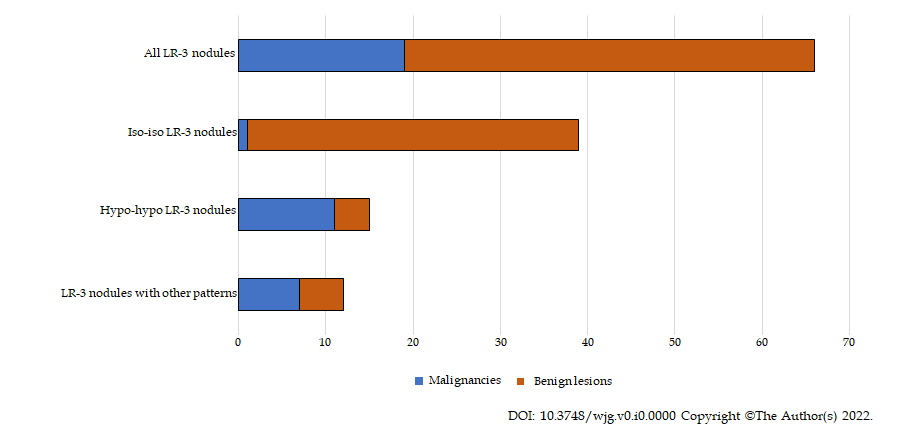 All LR-3 nodules
Iso-iso LR-3 nodules
Hypo-hypo LR-3 nodules
LR-3 nodules with other patterns
0 10 20 30 40 50 60 70
Malignancies Benign lesions
DOI: 10.3748/wjg.v0.i0.0000 Copyright ©The Author(s) 2022.